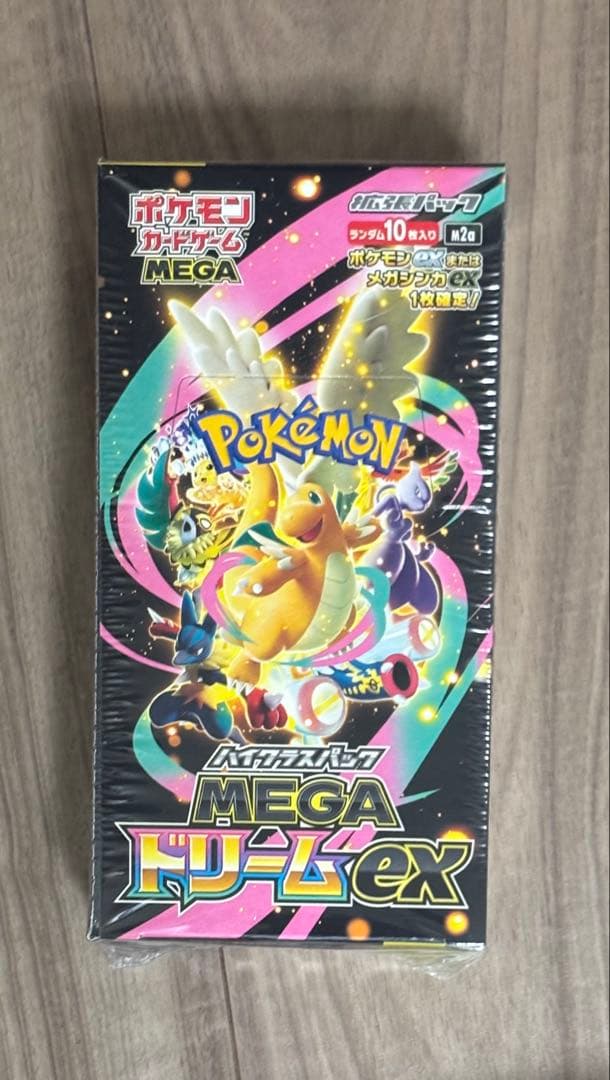 ポケモン
カードゲーム
MEGA
拡張パック
ランダム10枚入り
M2a
ポケモンexまたは
メガシンカex
1枚確定!
POKéMON
ハイクラスパック
MEGA
ドリームex